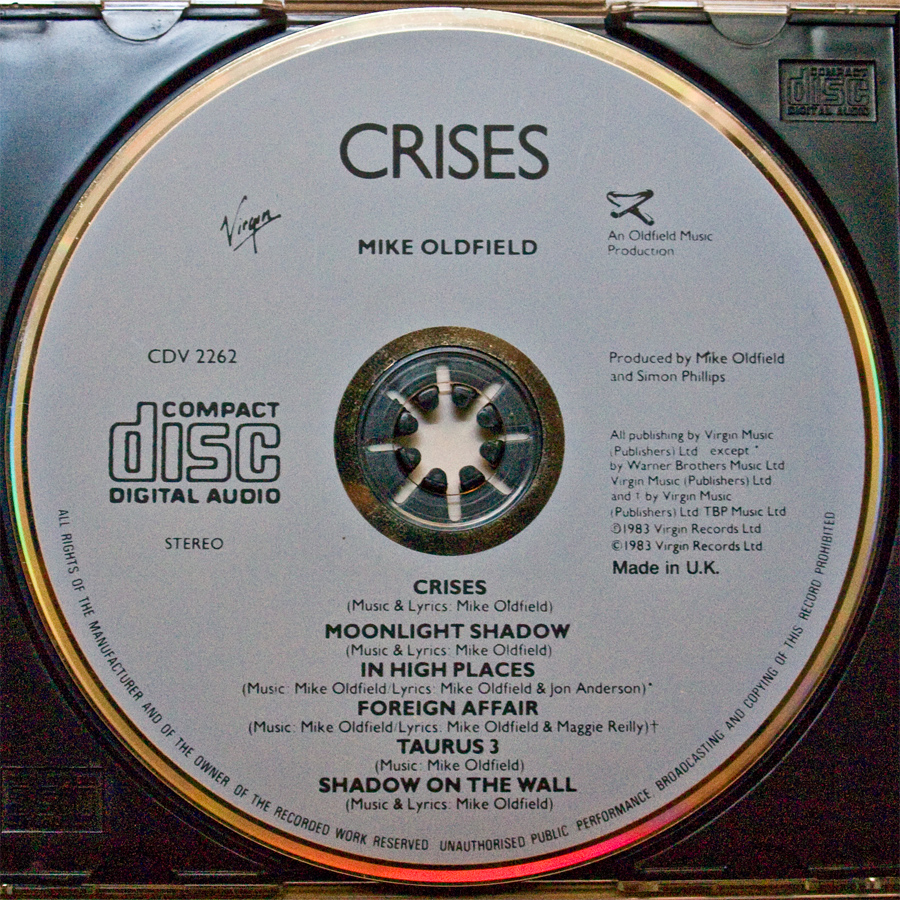 COMPACT
disc
DIGITAL AUDIO
CRISES
Virgin
MIKE OLDFIELD
An Oldfield Music
Production
CDV 2262
COMPACT
disc
DIGITAL AUDIO
STEREO
Produced by Mike Oldfield
and Simon Phillips
All publishing by Virgin Music
(Publishers) Ltd except *
by Warner Brothers Music Ltd
Virgin Music (Publishers) Ltd
and † by Virgin Music
(Publishers) Ltd/TBP Music Ltd
℗1983 Virgin Records Ltd
©1983 Virgin Records Ltd
Made in U.K.
CRISES
(Music & Lyrics: Mike Oldfield)
MOONLIGHT SHADOW
(Music & Lyrics: Mike Oldfield)
IN HIGH PLACES
(Music: Mike Oldfield/Lyrics: Mike Oldfield & Jon Anderson)*
FOREIGN AFFAIR
(Music: Mike Oldfield/Lyrics: Mike Oldfield & Maggie Reilly)†
TAURUS 3
(Music: Mike Oldfield)
SHADOW ON THE WALL
(Music & Lyrics: Mike Oldfield)
ALL RIGHTS OF THE MANUFACTURER AND OF THE OWNER OF THE RECORDED WORK RESERVED UNAUTHORISED PUBLIC PERFORMANCE BROADCASTING AND COPYING OF THIS RECORD PROHIBITED